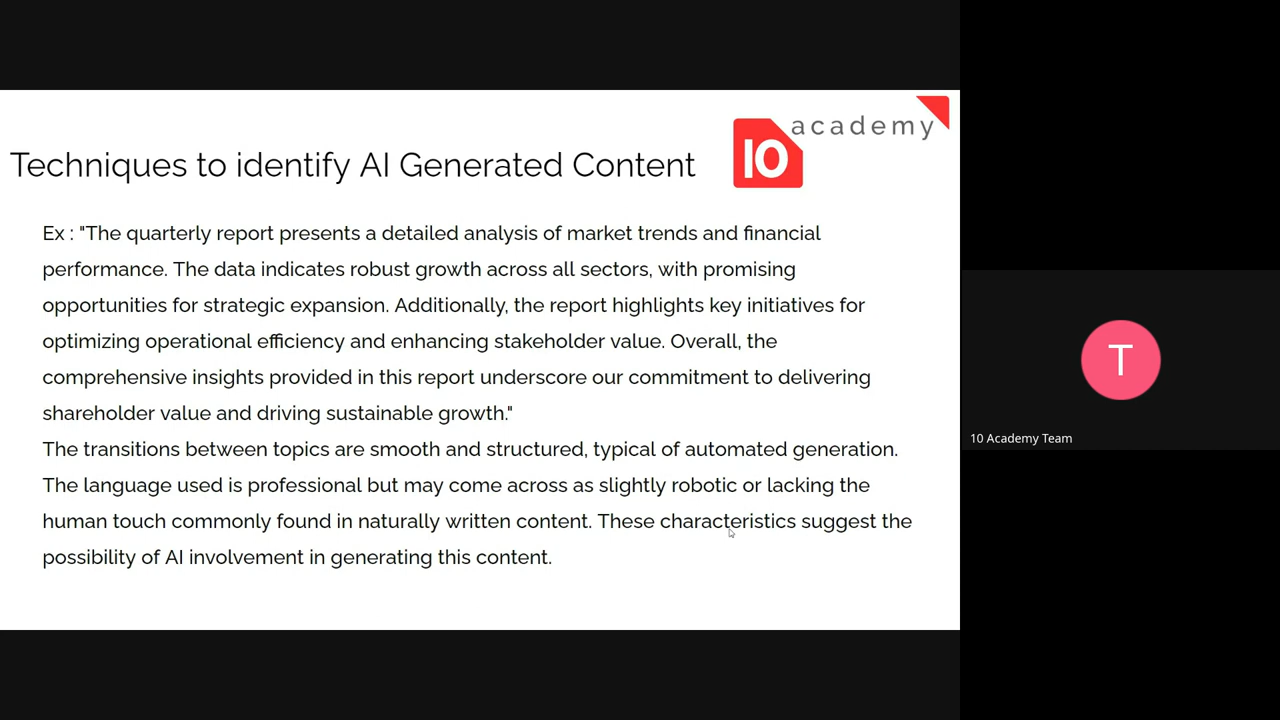 10 academy
Techniques to identify AI Generated Content
Ex : "The quarterly report presents a detailed analysis of market trends and financial
performance. The data indicates robust growth across all sectors, with promising
opportunities for strategic expansion. Additionally, the report highlights key initiatives for
optimizing operational efficiency and enhancing stakeholder value. Overall, the
comprehensive insights provided in this report underscore our commitment to delivering
shareholder value and driving sustainable growth."
The transitions between topics are smooth and structured, typical of automated generation.
The language used is professional but may come across as slightly robotic or lacking the
human touch commonly found in naturally written content. These characteristics suggest the
possibility of AI involvement in generating this content.
T
10 Academy Team